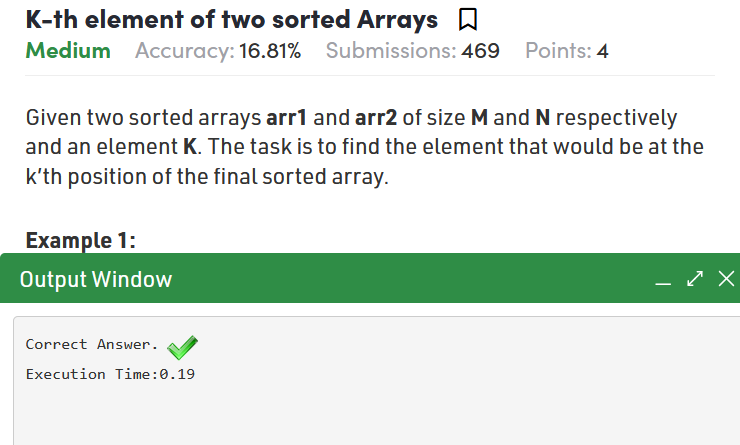 K-th element of two sorted Arrays
Medium Accuracy: 16.81% Submissions: 469 Points: 4
Given two sorted arrays arr1 and arr2 of size M and N respectively
and an element K. The task is to find the element that would be at the
k’th position of the final sorted array.
Example 1:
Output Window
Correct Answer.
Execution Time:0.19